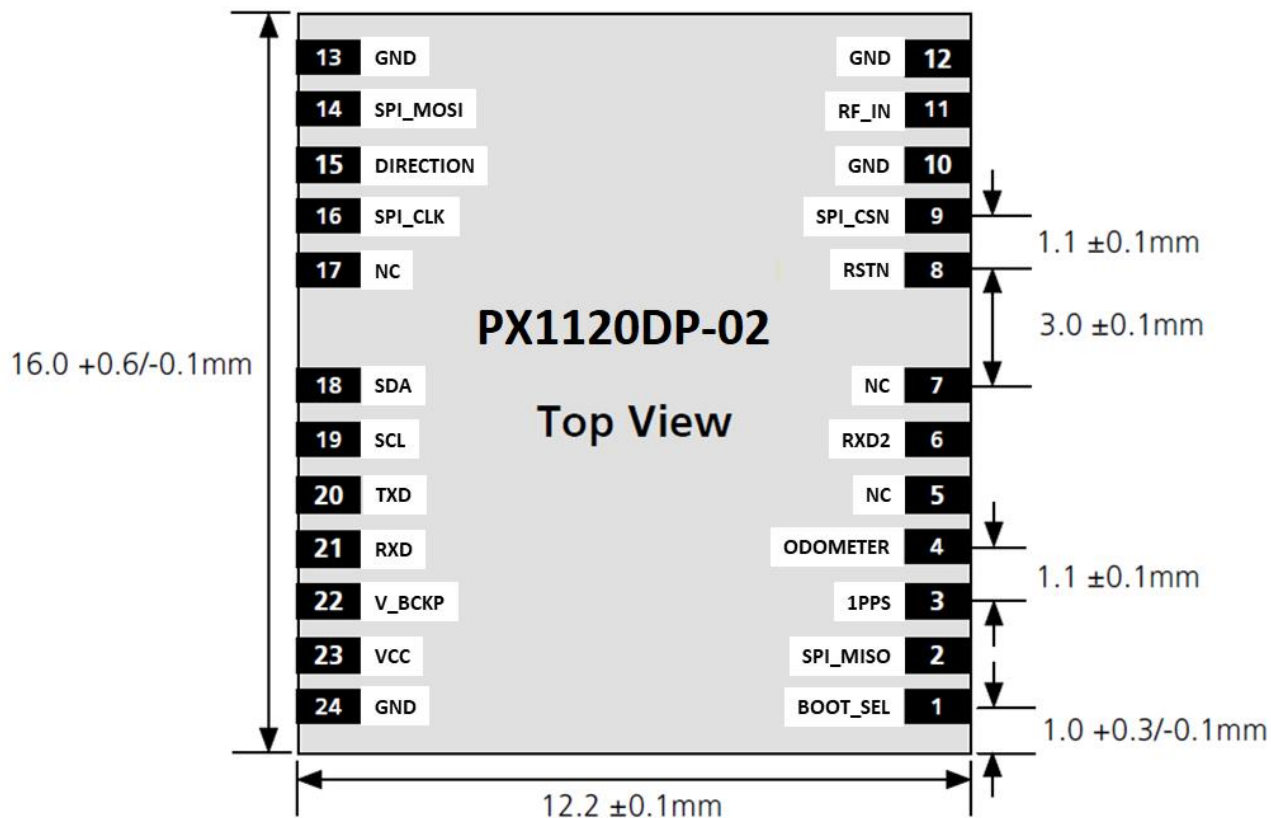 13 GND GND 12
14 SPI_MOSI RF_IN 11
15 DIRECTION GND 10
16 SPI_CLK SPI_CSN 9
1.1 ±0.1mm
17 NC RSTN 8
PX1120DP-02
3.0 ±0.1mm
16.0 +0.6/-0.1mm
18 SDA NC 7
Top View
19 SCL RXD2 6
20 TXD NC 5
21 RXD ODOMETER 4
1.1 ±0.1mm
22 V_BCKP 1PPS 3
23 VCC SPI_MISO 2
24 GND BOOT_SEL 1
1.0 +0.3/-0.1mm
12.2 ±0.1mm